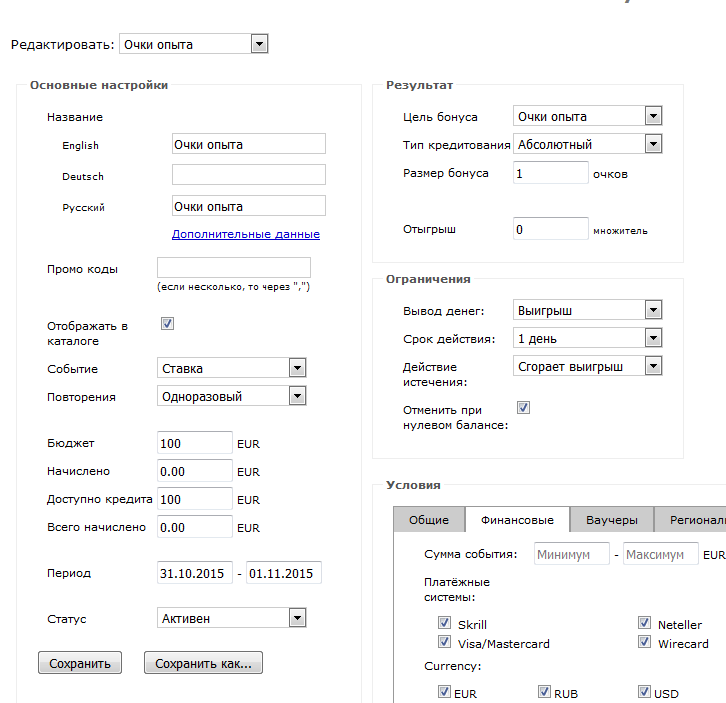 Редактировать: Очки опыта
Основные настройки
Название
English Очки опыта
Deutsch
Русский Очки опыта
Дополнительные данные
Промо коды
(если несколько, то через ",")
Отображать в
каталоге
Событие Ставка
Повторения Одноразовый
Бюджет 100 EUR
Начислено 0.00 EUR
Доступно кредита 100 EUR
Всего начислено 0.00 EUR
Период 31.10.2015 - 01.11.2015
Статус Активен
Сохранить Сохранить как...
Результат
Цель бонуса Очки опыта
Тип кредитования Абсолютный
Размер бонуса 1 очков
Отыгрыш 0 множитель
Ограничения
Вывод денег: Выигрыш
Срок действия: 1 день
Действие
истечения: Сгорает выигрыш
Отменить при
нулевом балансе:
Условия
Общие Финансовые Ваучеры
Сумма события: Минимум - Максимум EUR
Платёжные
системы:
Skrill Neteller
Visa/Mastercard Wirecard
Currency:
EUR RUB USD